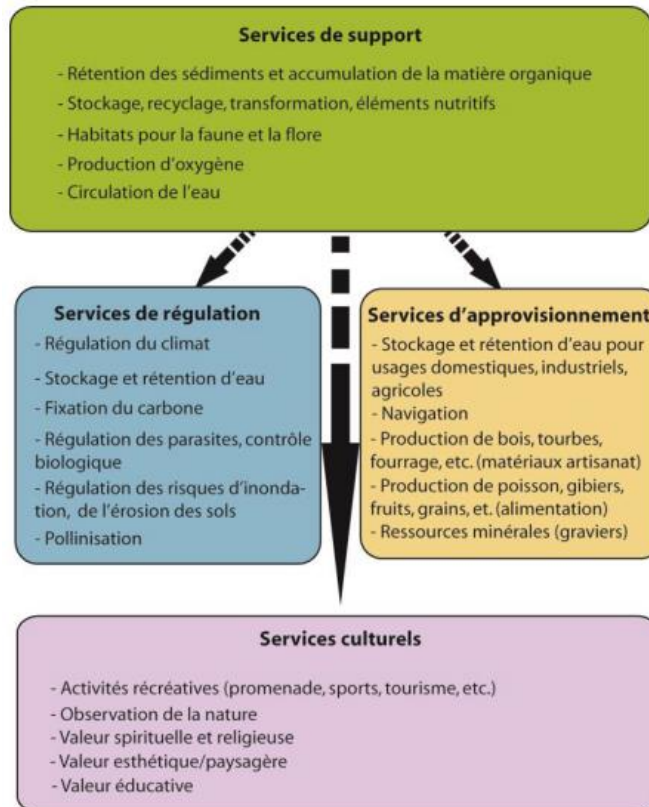 Services de support
- Rétention des sédiments et accumulation de la matière organique
- Stockage, recyclage, transformation, éléments nutritifs
- Habitats pour la faune et la flore
- Production d'oxygène
- Circulation de l'eau
Services de régulation
- Régulation du climat
- Stockage et rétention d'eau
- Fixation du carbone
- Régulation des parasites, contrôle
biologique
- Régulation des risques d'inonda-
tion, de l'érosion des sols
- Pollinisation
Services d'approvisionnement
- Stockage et rétention d'eau pour
usages domestiques, industriels,
agricoles
- Navigation
- Production de bois, tourbes,
fourrage, etc. (matériaux artisanat)
- Production de poisson, gibiers,
fruits, grains, et. (alimentation)
- Ressources minérales (graviers)
Services culturels
- Activités récréatives (promenade, sports, tourisme, etc.)
- Observation de la nature
- Valeur spirituelle et religieuse
- Valeur esthétique/paysagère
- Valeur éducative